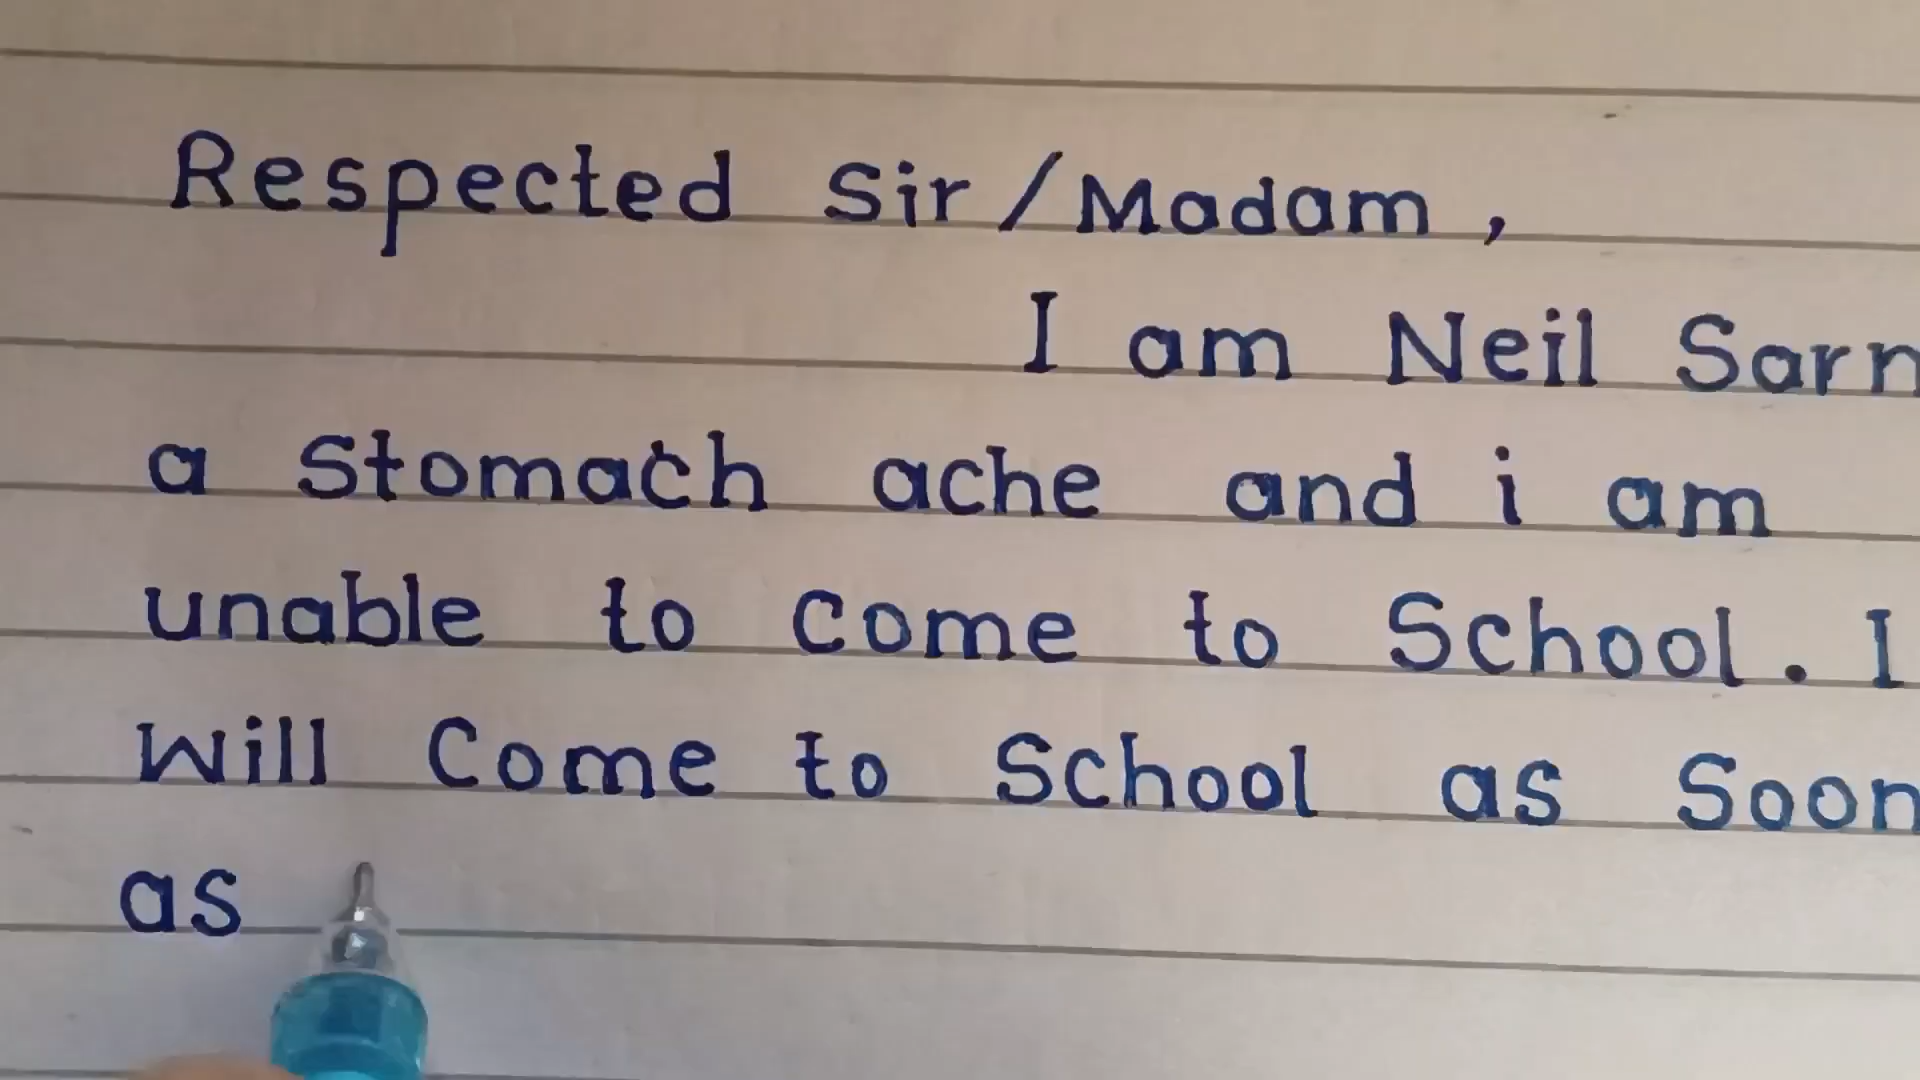 Respected Sir/Madam,
I am Neil
a Stomach ache and i am
unable to Come to School. I
Will Come to School as Soon
as